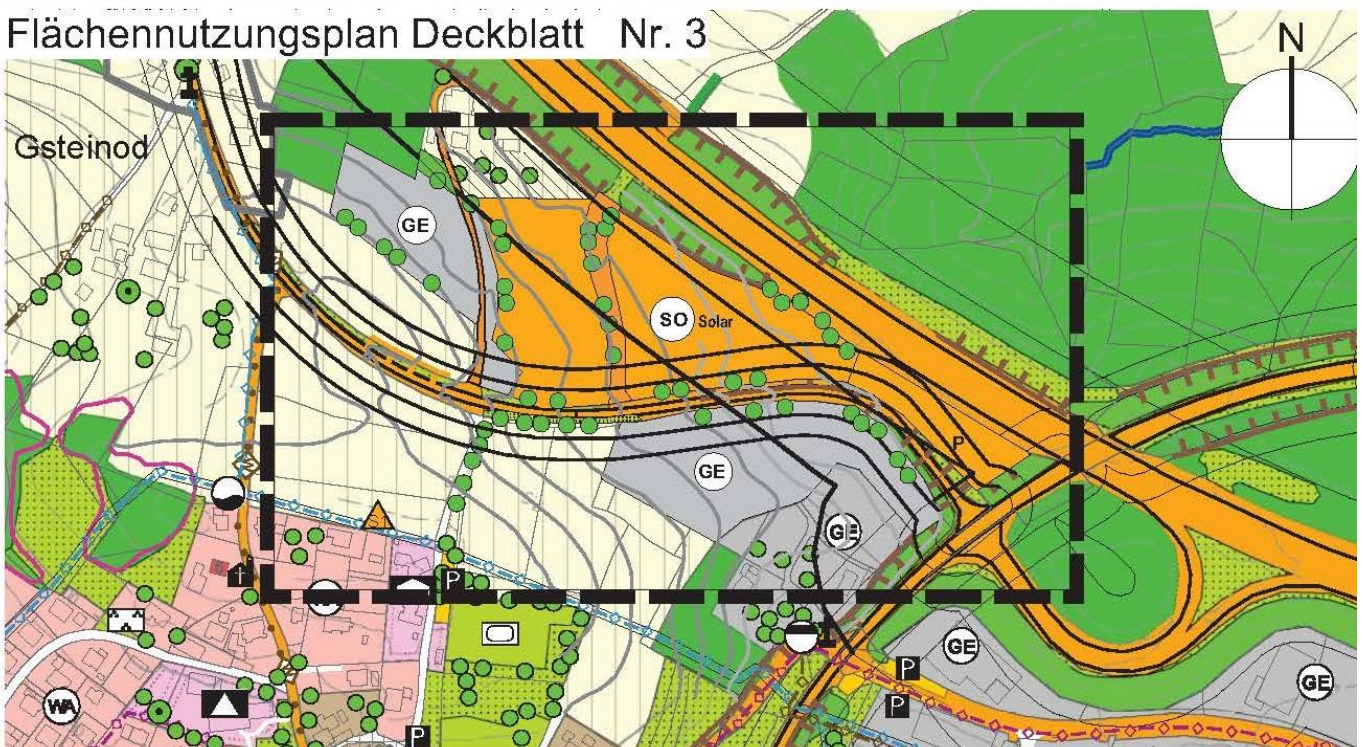 Flächennutzungsplan Deckblatt Nr. 3
N
Gsteinod
GE
SO Solar
P
GE
GE
P
GE
P
GE
P
WA
P